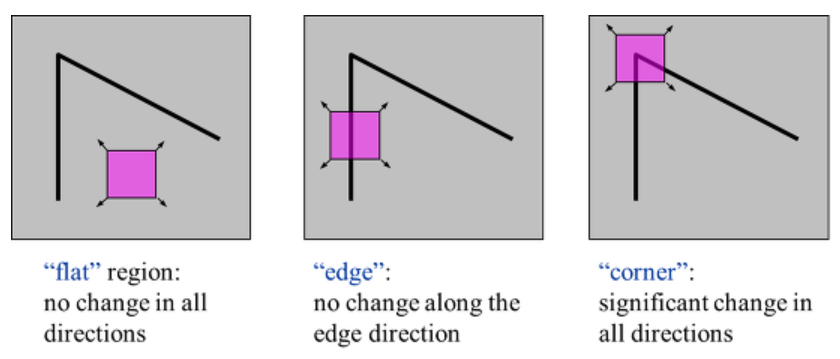 “flat” region:
no change in all
directions
“edge”:
no change along the
edge direction
“corner”:
significant change in
all directions